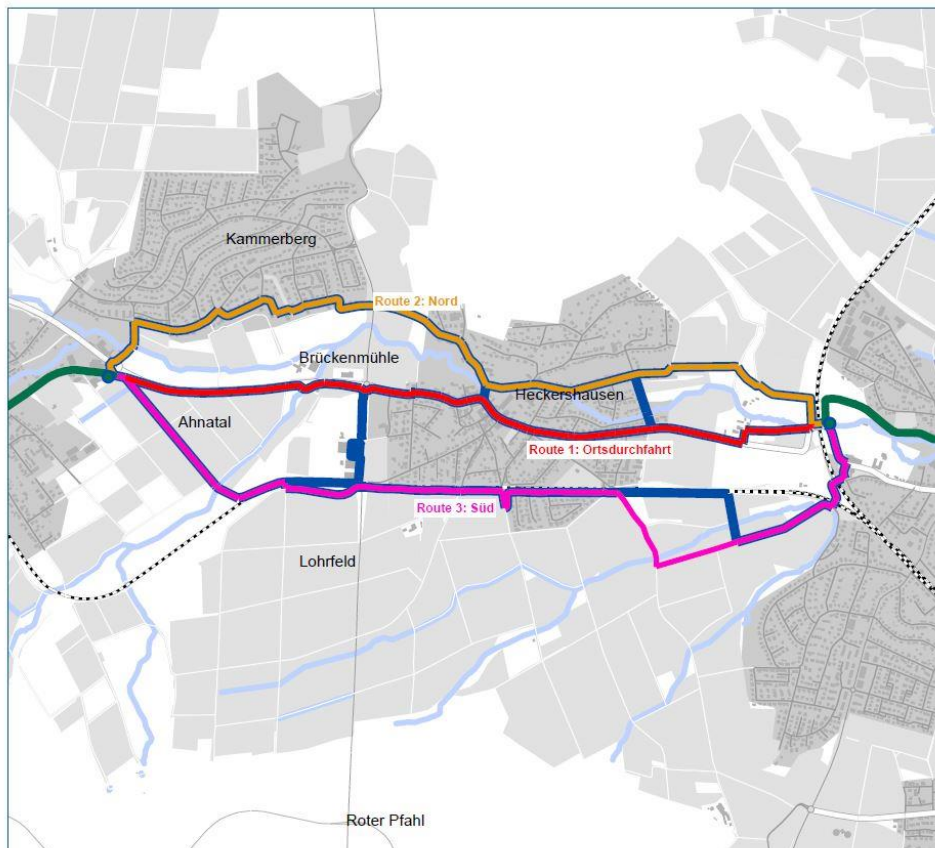 Kammerberg
Route 2: Nord
Brückenmühle
Heckershausen
Ahnatal
Route 1: Ortsdurchfahrt
Route 3: Süd
Lohrfeld
Roter Pfahl